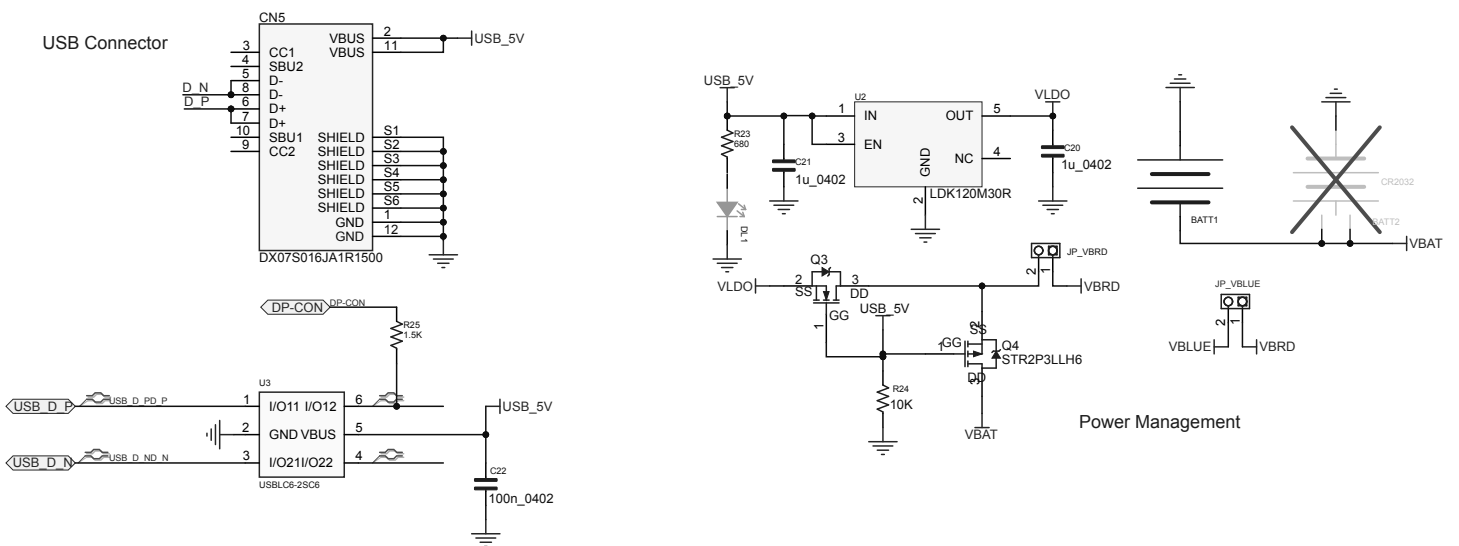 USB Connector
CN5
3 CC1
4 SBU2
5 D-
8 D-
6 D+
7 D+
10 SBU1
9 CC2
D_N
D_P
VBUS 2
VBUS 11
USB_5V
SHIELD S1
SHIELD S2
SHIELD S3
SHIELD S4
SHIELD S5
SHIELD S6
GND 1
GND 12
DX07S016JA1R1500
DP-CON DP-CON
R25
1.5K
U3
USB_D_P USB_D_PD_P 1 I/O11 I/O12 6
2 GND VBUS 5
USB_D_N USB_D_ND_N 3 I/O21 I/O22 4
USBLC6-2SC6
USB_5V
C22
100n_0402
USB_5V
R23
680
DL1
C21
1u_0402
U2
1 IN OUT 5
3 EN NC 4
GND
2
LDK120M30R
VLDO
C20
1u_0402
BATT1
CR2032
BATT2
VBAT
Q3
VLDO 2 3
SS DD
GG
1
USB_5V
R24
10K
2
SS
1 GG
DD
3
Q4
STR2P3LLH6
VBAT
JP_VBRD
2 1
VBRD
JP_VBLUE
2 1
VBLUE VBRD
Power Management